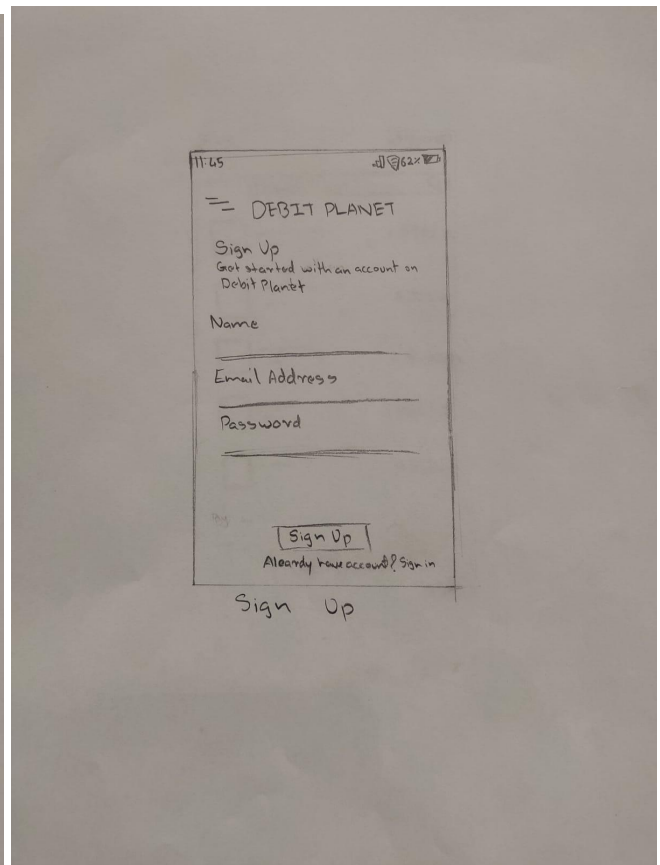 11:45 62%
DEBIT PLANET
Sign Up
Get started with an account on
Debit Planet
Name
Email Address
Password
Sign Up
Aleardy have account? Sign in
Sign Up